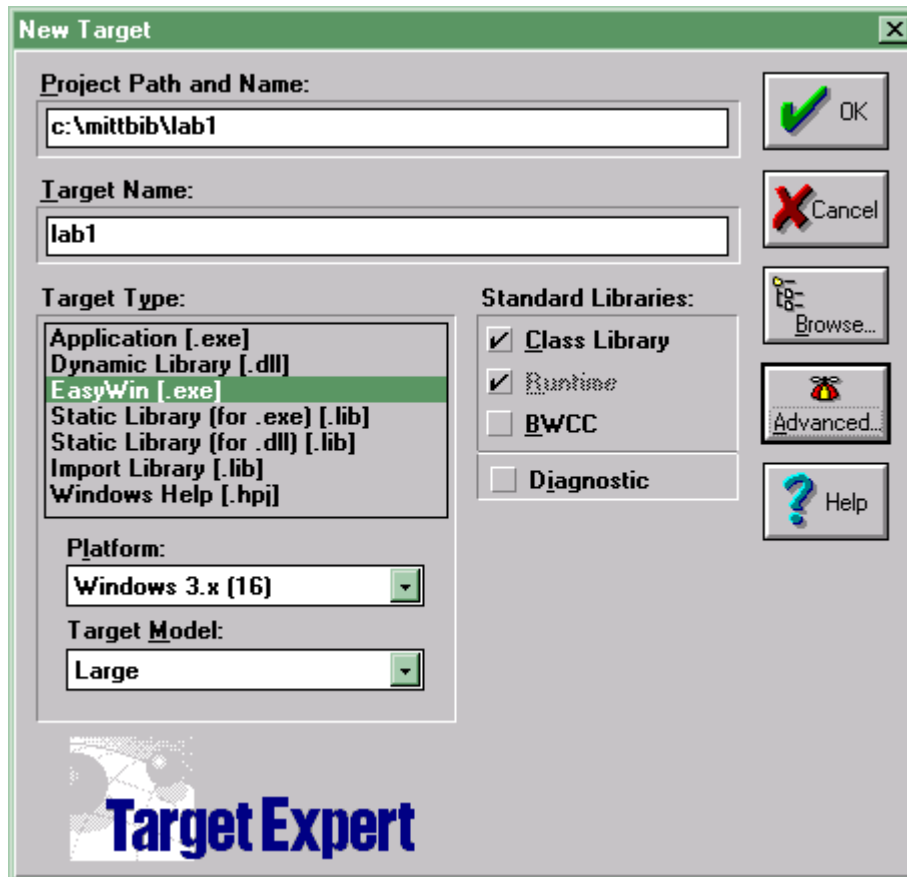 New Target
Project Path and Name:
c:\mittbib\lab1
Target Name:
lab1
Target Type:
Application [.exe]
Dynamic Library [.dll]
EasyWin [.exe]
Static Library (for .exe) [.lib]
Static Library (for .dll) [.lib]
Import Library [.lib]
Windows Help [.hpj]
Platform:
Windows 3.x (16)
Target Model:
Large
Standard Libraries:
Class Library
Runtime
BWCC
Diagnostic
OK
Cancel
Browse...
Advanced...
Help
Target Expert